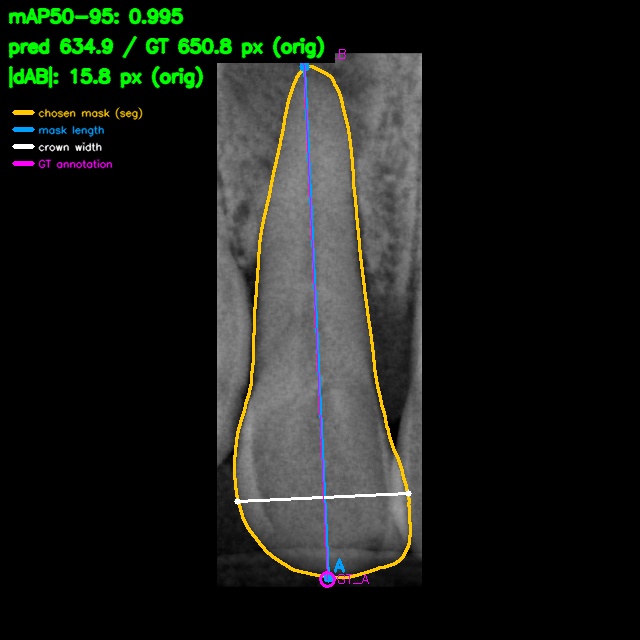 mAP50-95: 0.995
pred 634.9 / GT 650.8 px (orig)
|dAB|: 15.8 px (orig)
chosen mask (seg)
mask length
crown width
GT annotation
B
A
GT_A